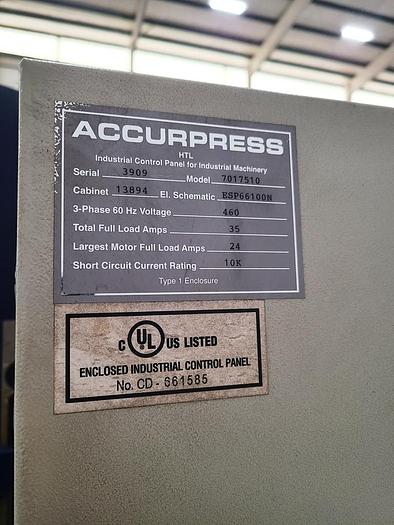 ACCURPRESS
HTL
Industrial Control Panel for Industrial Machinery
Serial 3909 Model 7017510
Cabinet 13894 El. Schematic ESP66100N
3-Phase 60 Hz Voltage 460
Total Full Load Amps 35
Largest Motor Full Load Amps 24
Short Circuit Current Rating 10K
Type 1 Enclosure
C UL US LISTED
ENCLOSED INDUSTRIAL CONTROL PANEL
No. CD - 661585